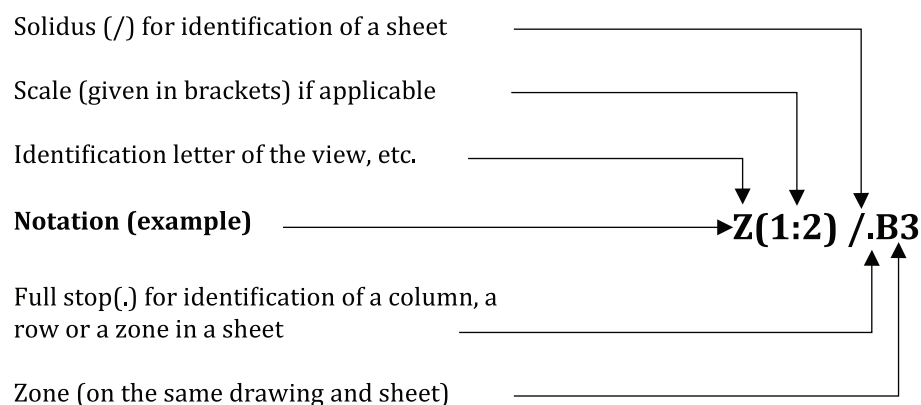 Solidus (/) for identification of a sheet
Scale (given in brackets) if applicable
Identification letter of the view, etc.
Notation (example)
Z(1:2) /.B3
Full stop(.) for identification of a column, a
row or a zone in a sheet
Zone (on the same drawing and sheet)